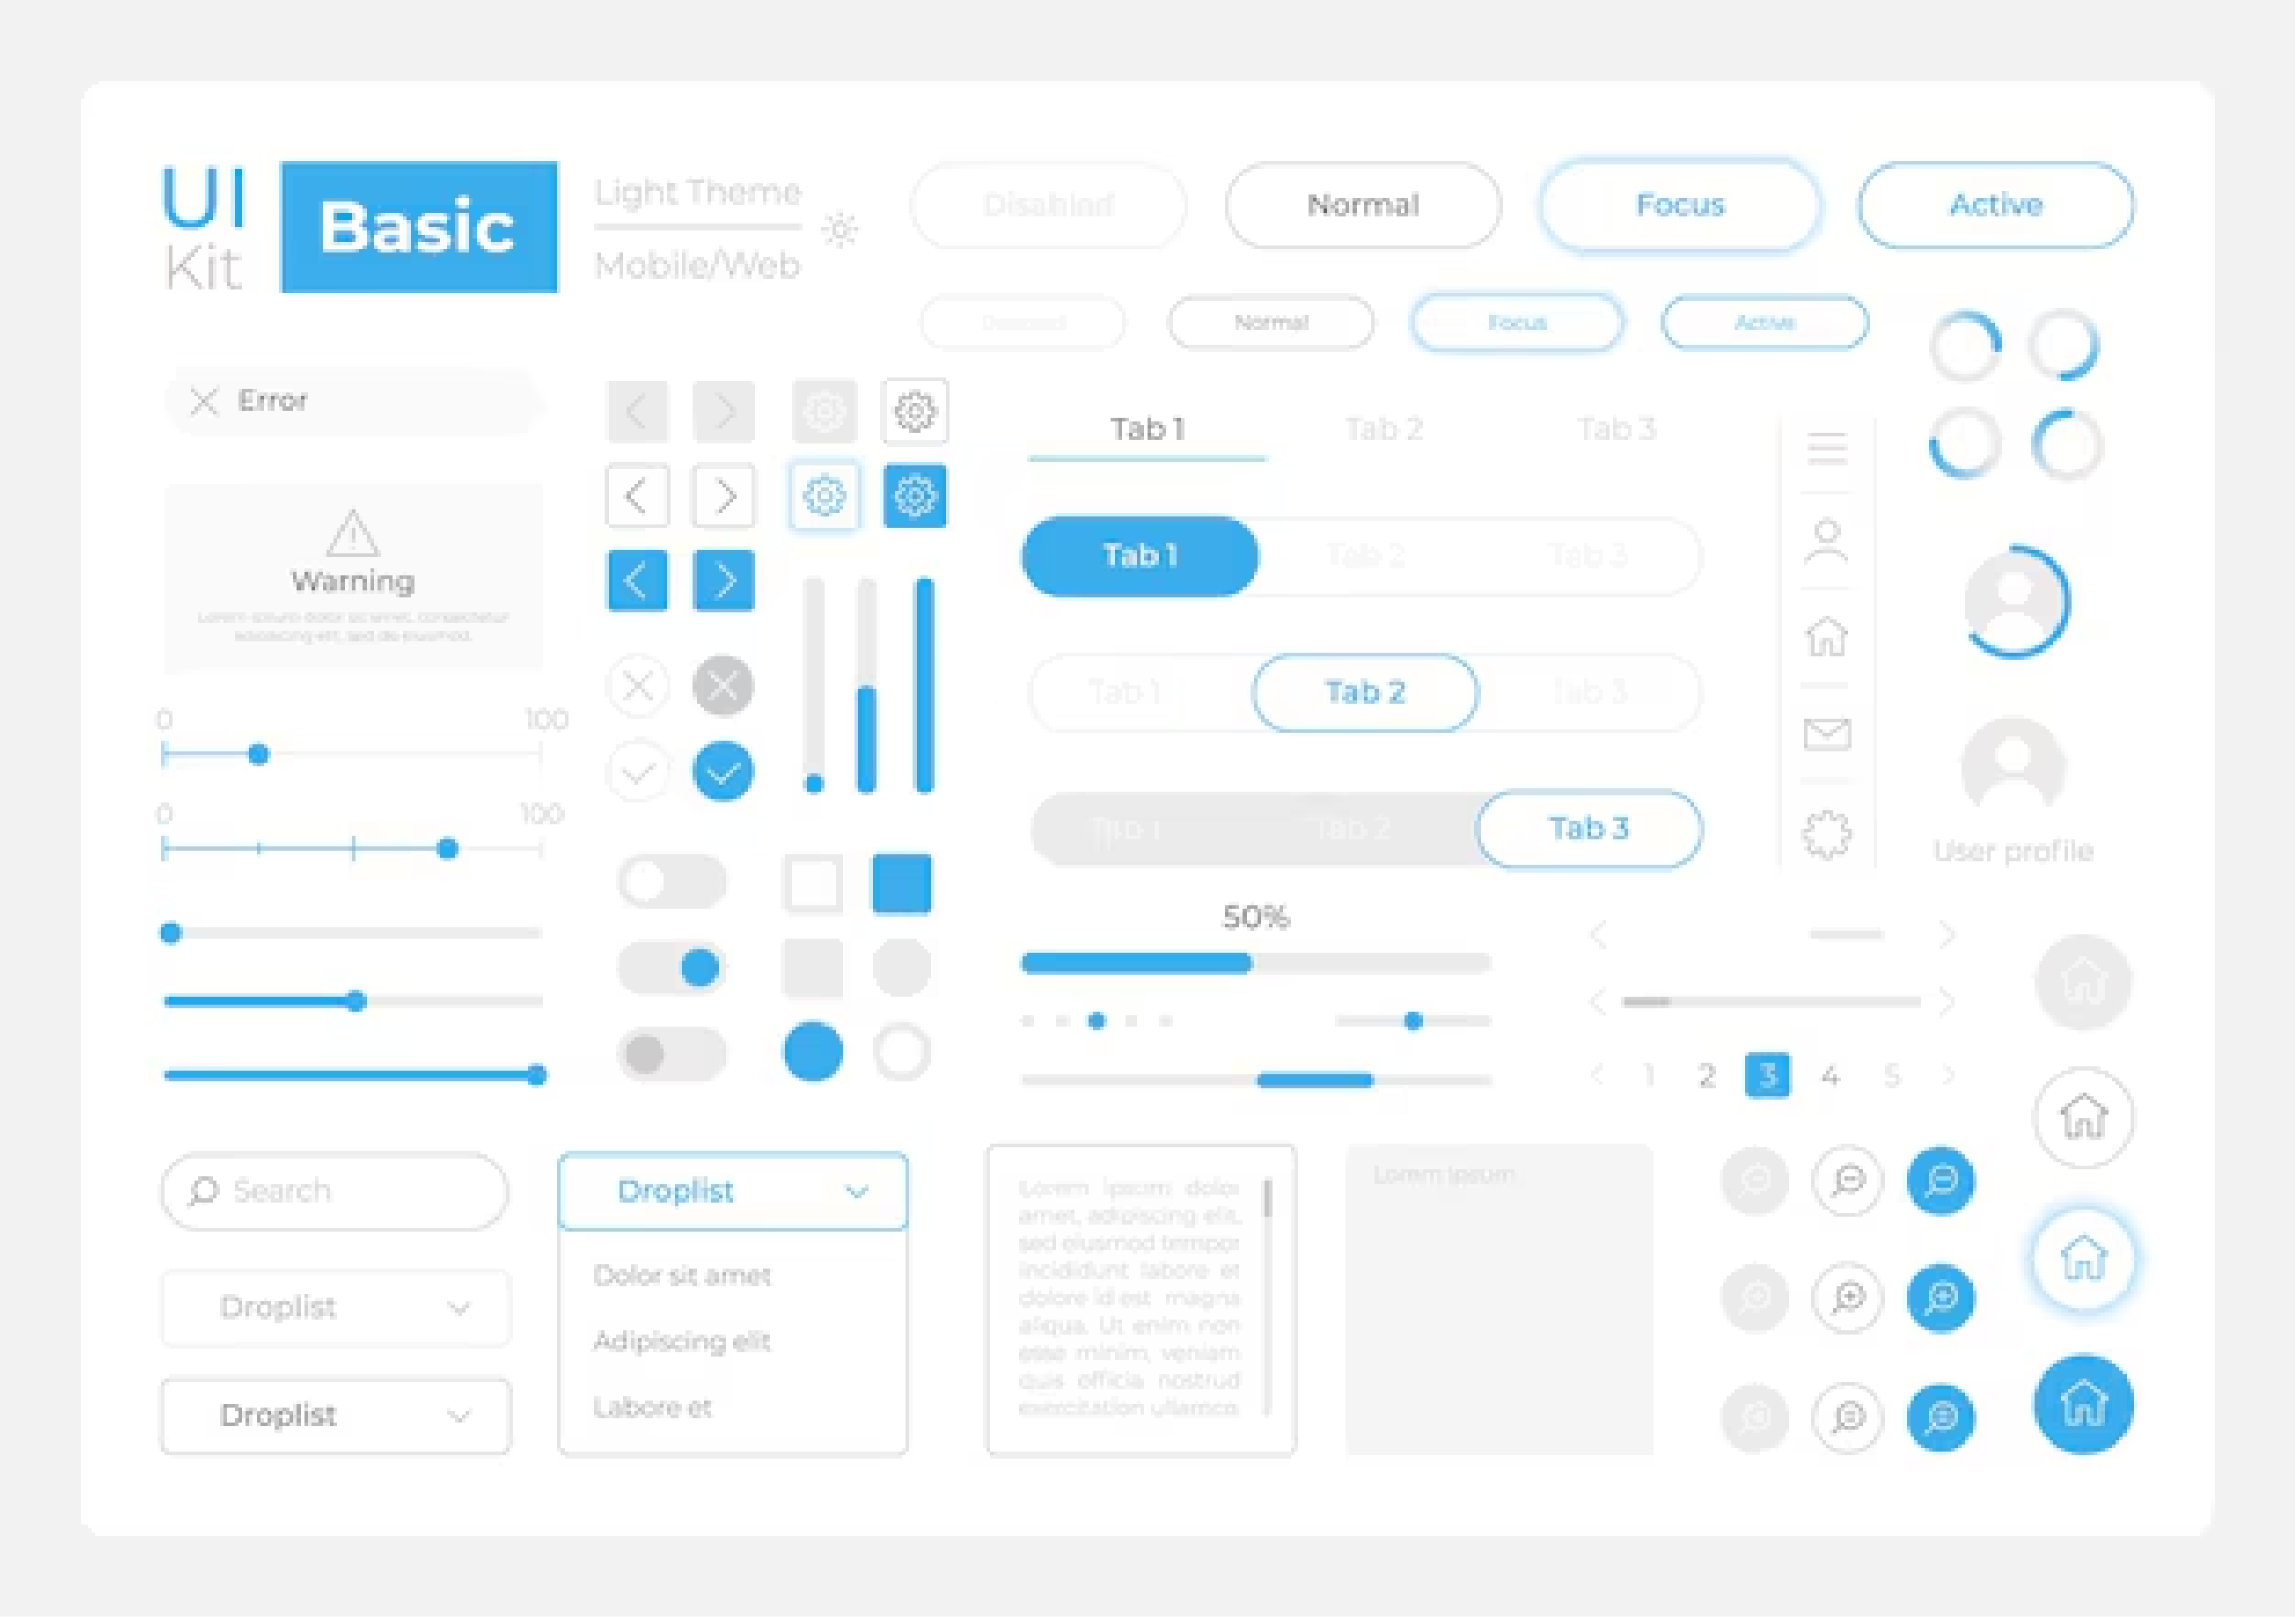 UI
Kit
Basic
Light Theme
Mobile/Web
Normal
Focus
Active
Normal
Focus
Active
Error
Warning
Lorem ipsum dolor sit amet, consectetur
adipiscing elit, sed do eiusmod.
0 100
0 100
Tab 1 Tab 2 Tab 3
Tab 1 Tab 2 Tab 3
Tab 1 Tab 2 Tab 3
Tab 1 Tab 2 Tab 3
User profile
50%
1 2 3 4 5
Search
Droplist
Droplist
Droplist
Dolor sit amet
Adipiscing elit
Labore et
Lorem ipsum dolor
amet, adipiscing elit,
sed eiusmod tempor
incididunt labore et
dolore id est magna
aliqua. Ut enim non
esse minim, veniam
quis officia nostrud
exercitation ullamco
Lorem ipsum